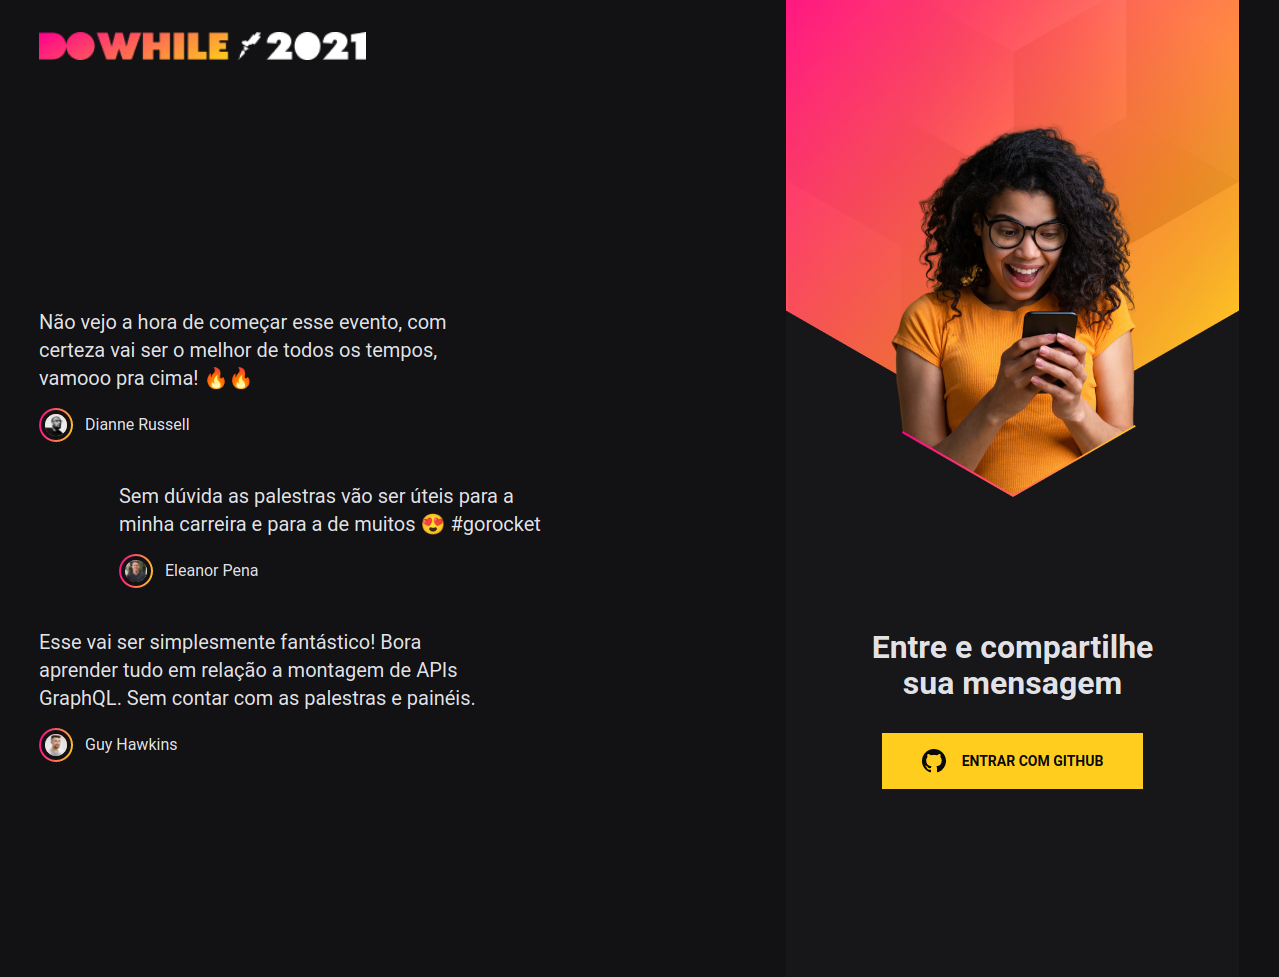 DOWHILE 2021
Não vejo a hora de começar esse evento, com
certeza vai ser o melhor de todos os tempos,
vamooo pra cima! 🔥🔥
Dianne Russell
Sem dúvida as palestras vão ser úteis para a
minha carreira e para a de muitos 😍 #gorocket
Eleanor Pena
Esse vai ser simplesmente fantástico! Bora
aprender tudo em relação a montagem de APIs
GraphQL. Sem contar com as palestras e painéis.
Guy Hawkins
Entre e compartilhe
sua mensagem
ENTRAR COM GITHUB